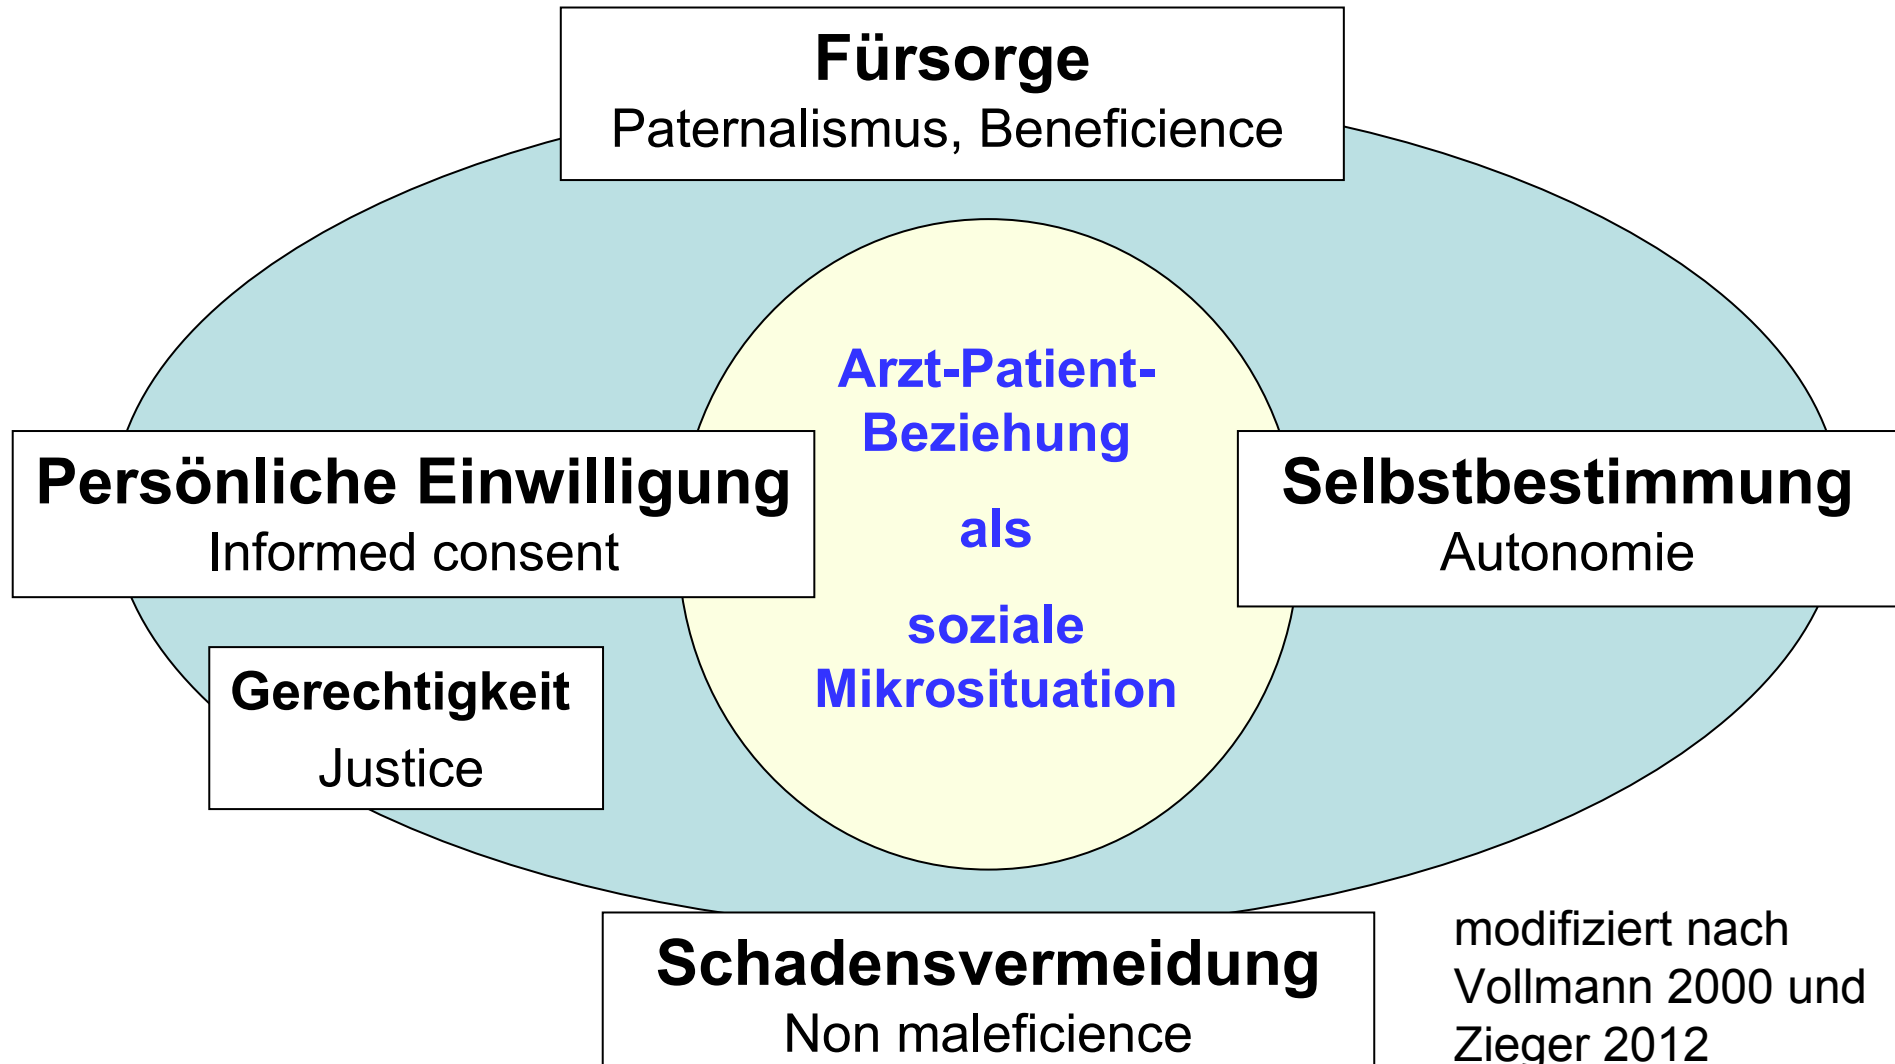 Fürsorge
Paternalismus, Beneficience
Arzt-Patient-
Beziehung
als
soziale
Mikrosituation
Persönliche Einwilligung
Informed consent
Selbstbestimmung
Autonomie
Gerechtigkeit
Justice
Schadensvermeidung
Non maleficience
modifiziert nach
Vollmann 2000 und
Zieger 2012